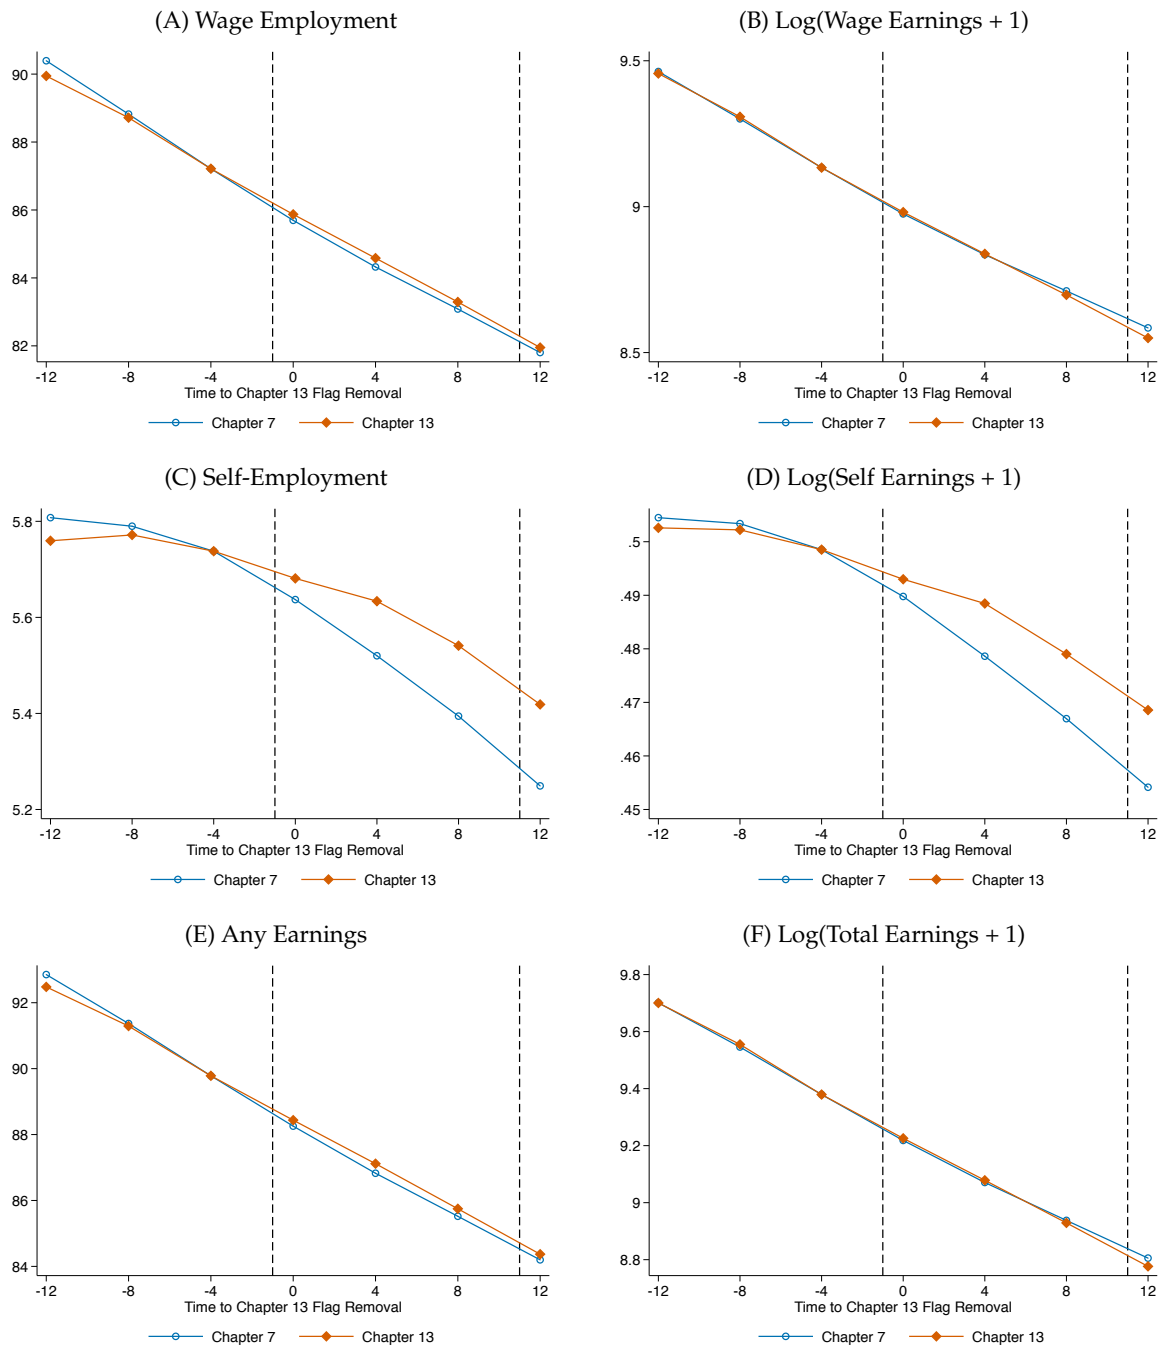 (A) Wage Employment
90
88
86
84
82
-12 -8 -4 0 4 8 12
Time to Chapter 13 Flag Removal
Chapter 7 Chapter 13
(B) Log(Wage Earnings + 1)
9.5
9
8.5
-12 -8 -4 0 4 8 12
Time to Chapter 13 Flag Removal
Chapter 7 Chapter 13
(C) Self-Employment
5.8
5.6
5.4
5.2
-12 -8 -4 0 4 8 12
Time to Chapter 13 Flag Removal
Chapter 7 Chapter 13
(D) Log(Self Earnings + 1)
.5
.49
.48
.47
.46
.45
-12 -8 -4 0 4 8 12
Time to Chapter 13 Flag Removal
Chapter 7 Chapter 13
(E) Any Earnings
92
90
88
86
84
-12 -8 -4 0 4 8 12
Time to Chapter 13 Flag Removal
Chapter 7 Chapter 13
(F) Log(Total Earnings + 1)
9.8
9.6
9.4
9.2
9
8.8
-12 -8 -4 0 4 8 12
Time to Chapter 13 Flag Removal
Chapter 7 Chapter 13